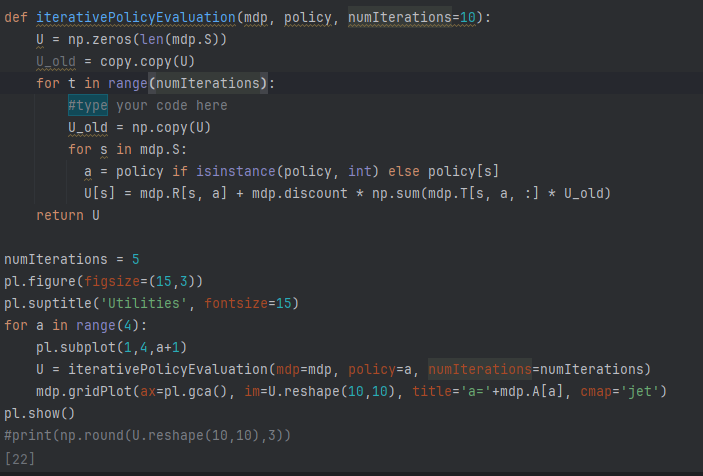 def iterativePolicyEvaluation(mdp, policy, numIterations=10):
    U = np.zeros(len(mdp.S))
    U_old = copy.copy(U)
    for t in range(numIterations):
        #type your code here
        U_old = np.copy(U)
        for s in mdp.S:
          a = policy if isinstance(policy, int) else policy[s]
          U[s] = mdp.R[s, a] + mdp.discount * np.sum(mdp.T[s, a, :] * U_old)
    return U

numIterations = 5
pl.figure(figsize=(15,3))
pl.suptitle('Utilities', fontsize=15)
for a in range(4):
    pl.subplot(1,4,a+1)
    U = iterativePolicyEvaluation(mdp=mdp, policy=a, numIterations=numIterations)
    mdp.gridPlot(ax=pl.gca(), im=U.reshape(10,10), title='a='+mdp.A[a], cmap='jet')
pl.show()
#print(np.round(U.reshape(10,10),3))
[22]